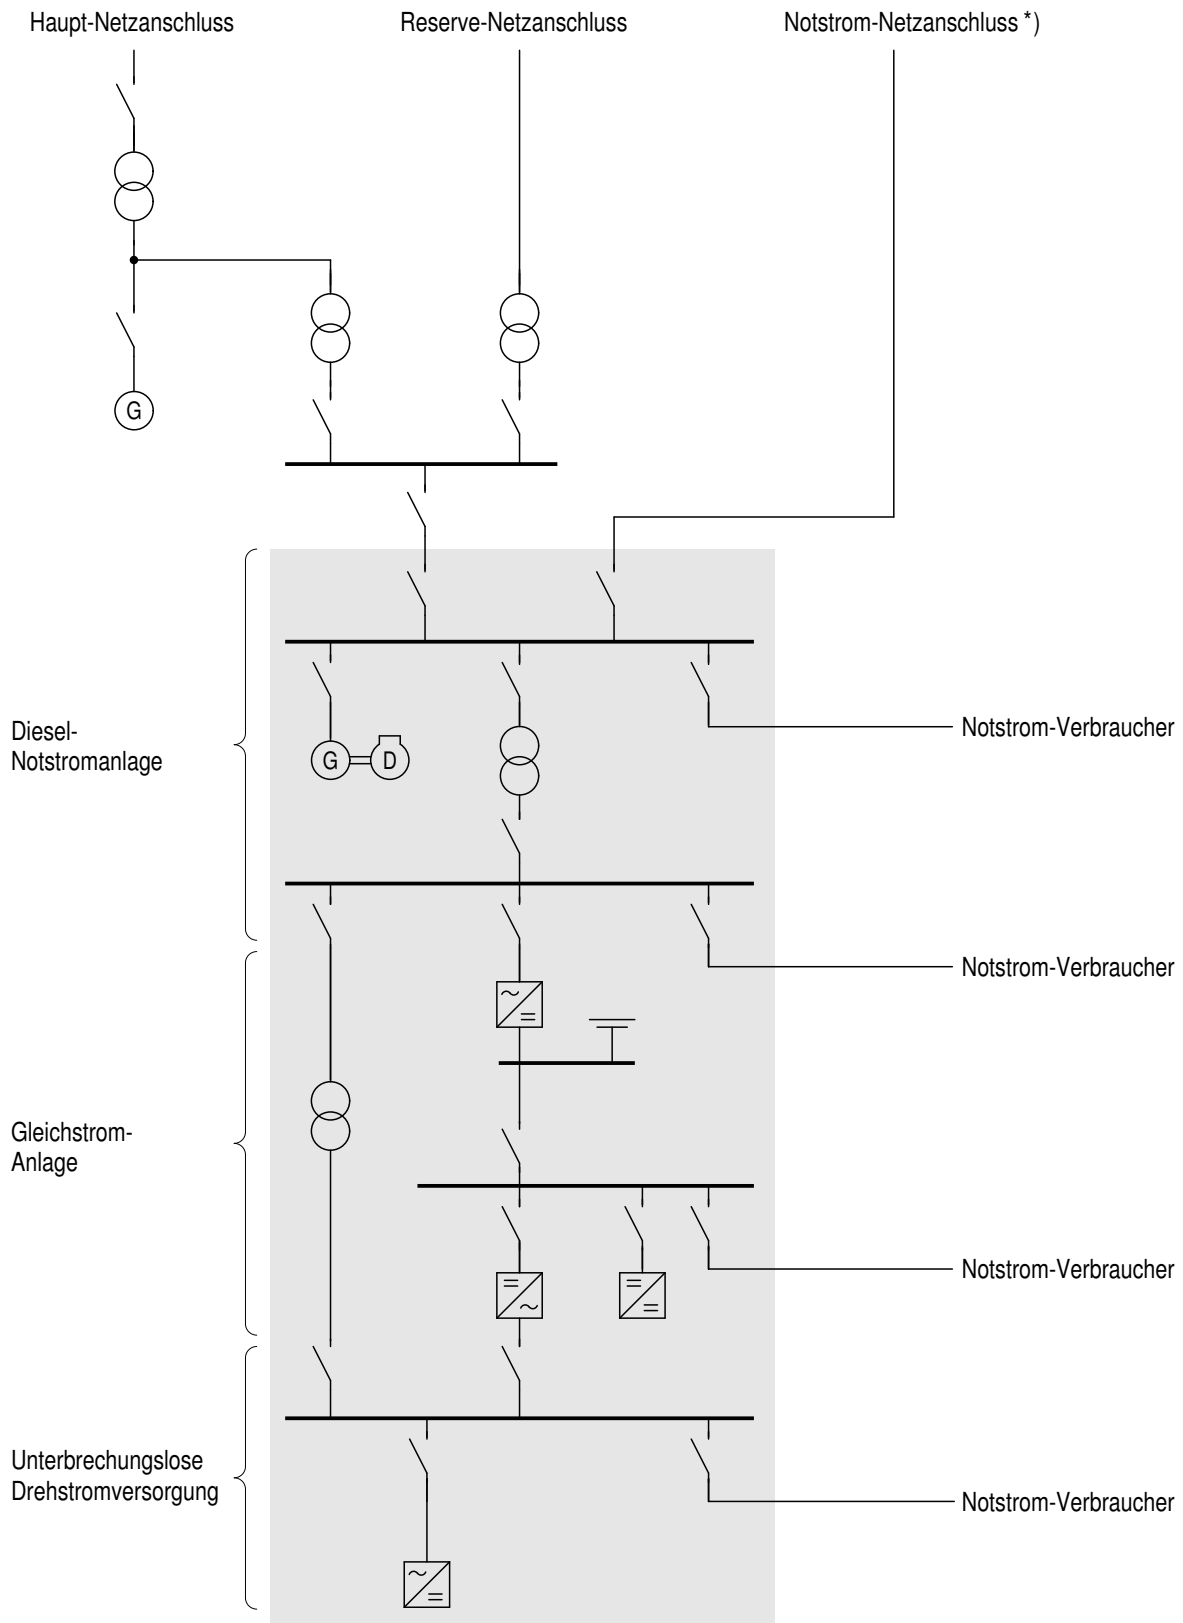 Haupt-Netzanschluss
Reserve-Netzanschluss
Notstrom-Netzanschluss *)
G
Diesel-
Notstromanlage
G
D
Notstrom-Verbraucher
Notstrom-Verbraucher
Gleichstrom-
Anlage
Notstrom-Verbraucher
Unterbrechungslose
Drehstromversorgung
Notstrom-Verbraucher